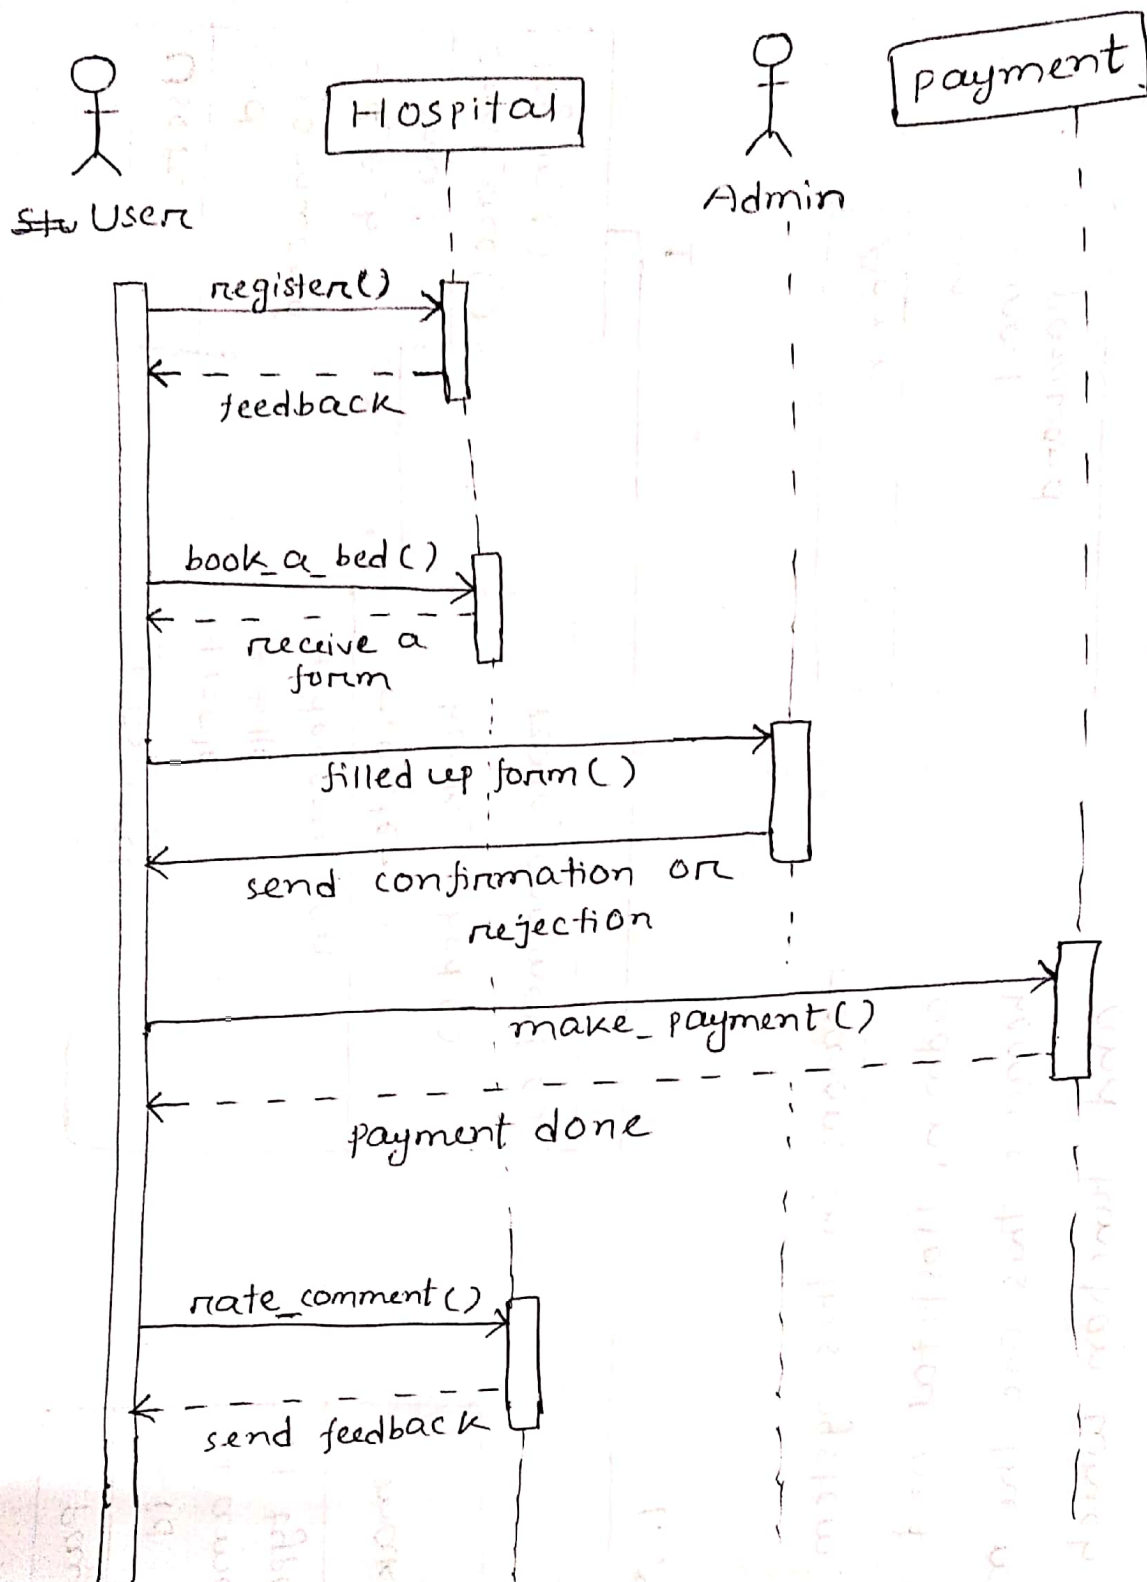 payment
Hospital
Admin
User
register()
feedback
book_a_bed()
receive a
form
filled up form()
send confirmation or
rejection
make_payment()
payment done
rate_comment()
send feedback